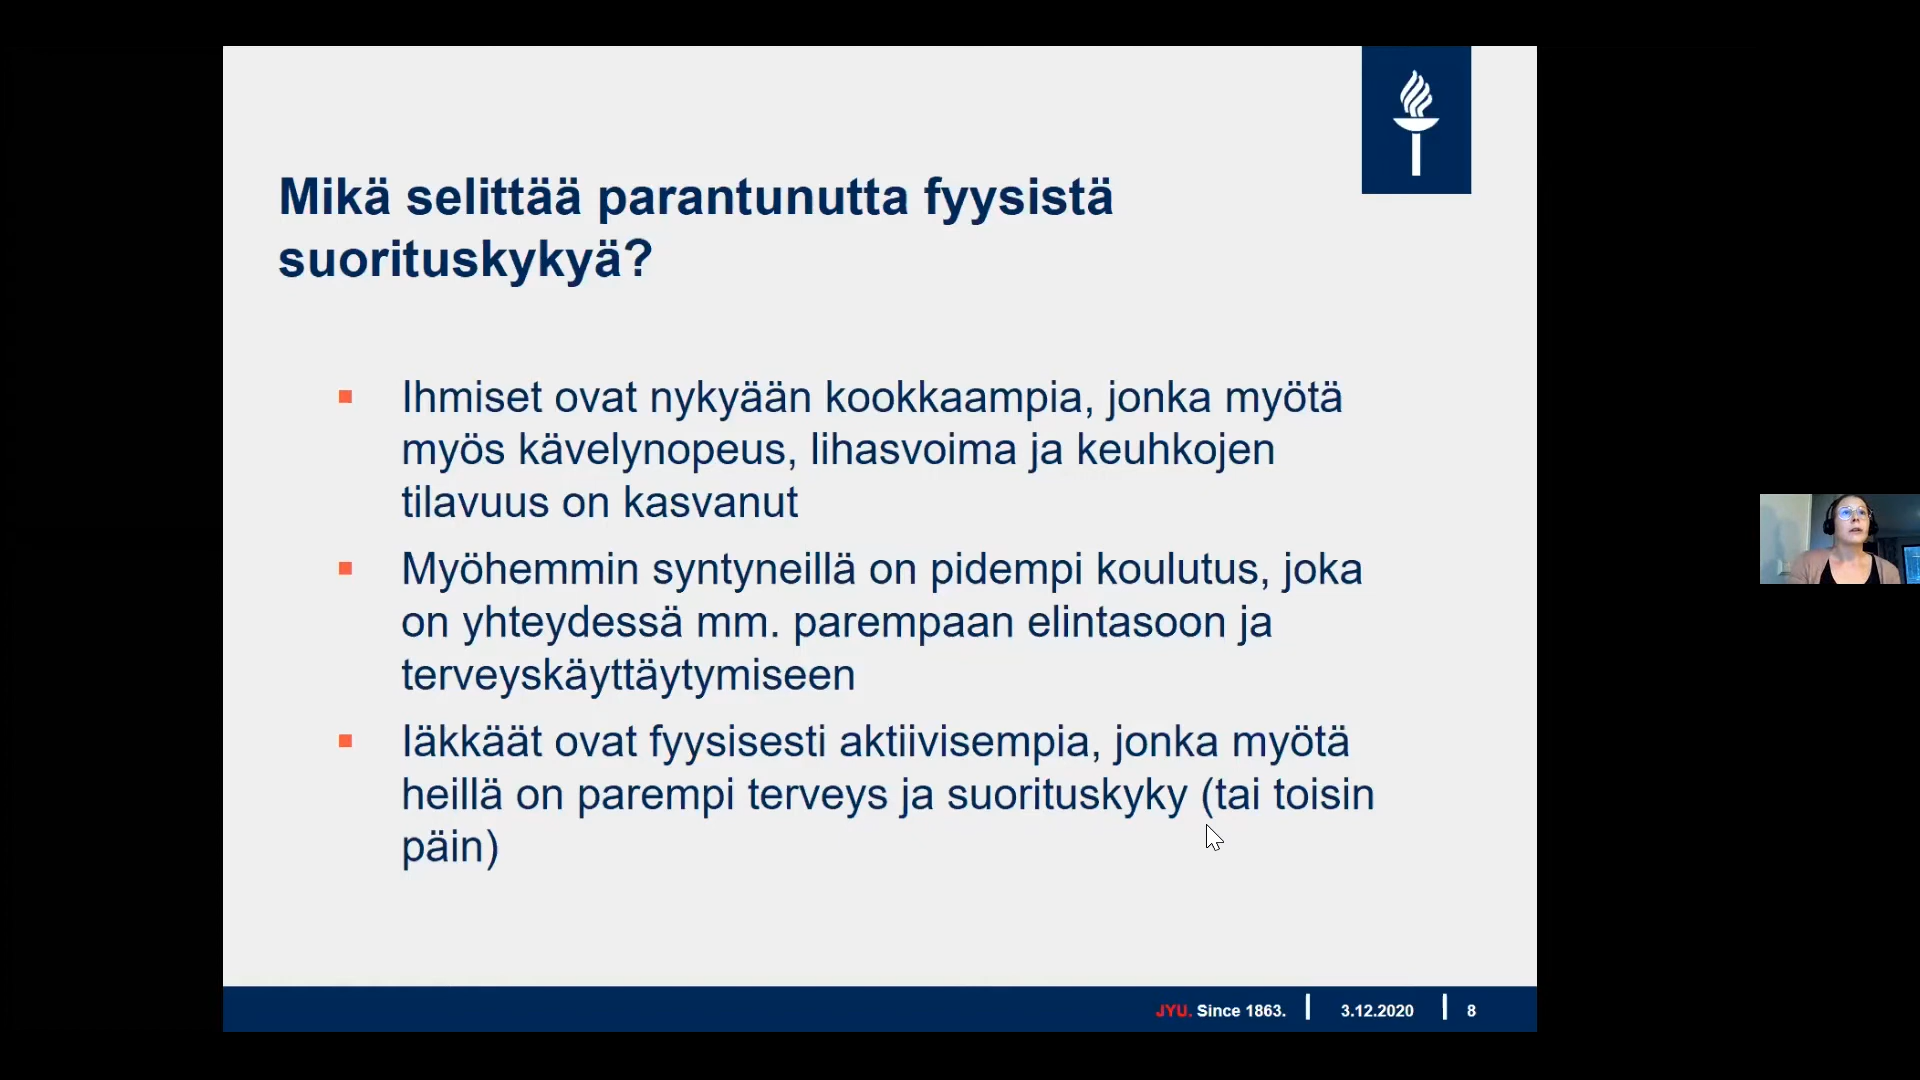 Mikä selittää parantunutta fyysistä
suorituskykyä?
▪ Ihmiset ovat nykyään kookkaampia, jonka myötä
myös kävelynopeus, lihasvoima ja keuhkojen
tilavuus on kasvanut
▪ Myöhemmin syntyneillä on pidempi koulutus, joka
on yhteydessä mm. parempaan elintasoon ja
terveyskäyttäytymiseen
▪ Iäkkäät ovat fyysisesti aktiivisempia, jonka myötä
heillä on parempi terveys ja suorituskyky (tai toisin
päin)
JYU. Since 1863. | 3.12.2020 | 8